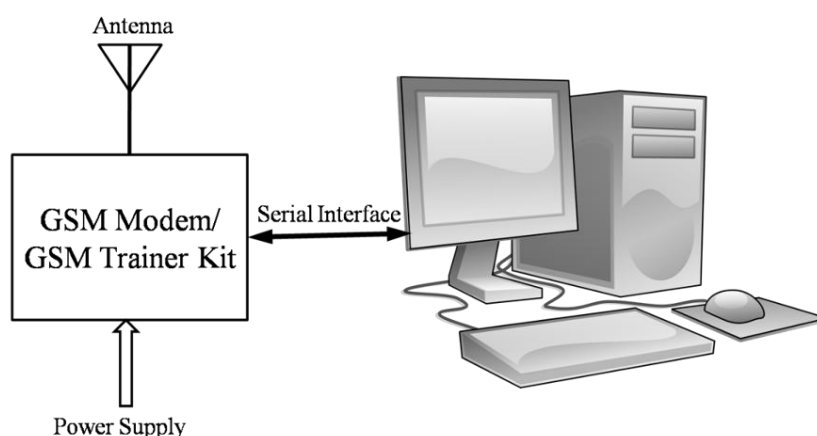 Antenna
GSM Modem/
GSM Trainer Kit
Serial Interface
Power Supply